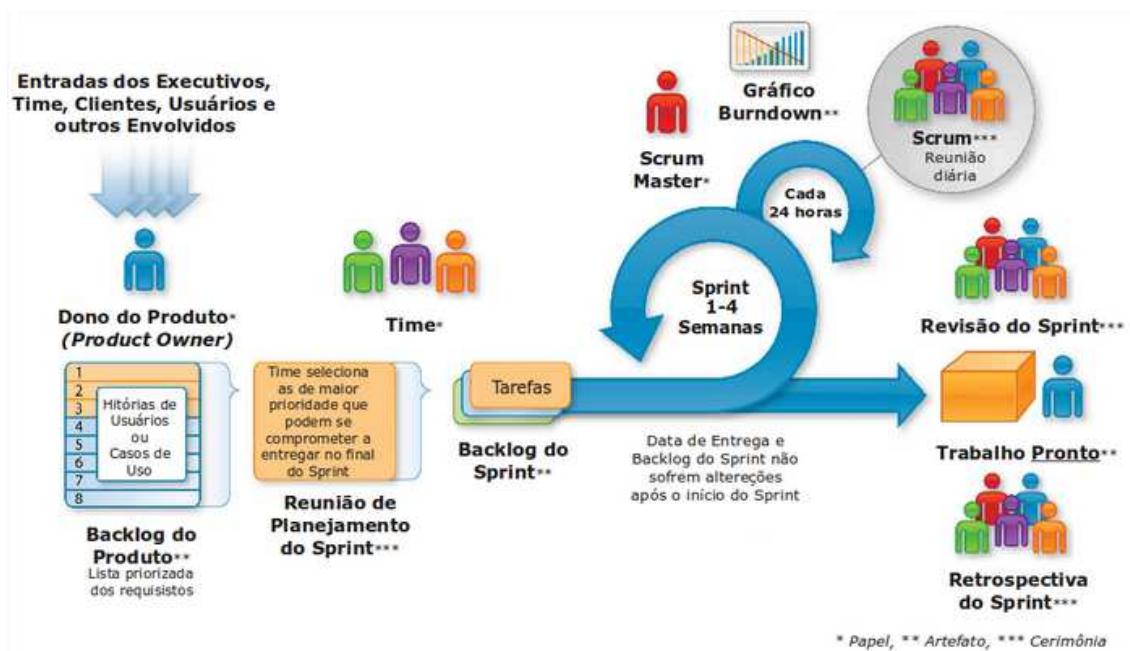 Entradas dos Executivos,
Time, Clientes, Usuários e
outros Envolvidos
Dono do Produto*
(Product Owner)
1
2
3
4
5
6
7
8
Hitórias de
Usuários
ou
Casos de
Uso
Backlog do
Produto**
Lista priorizada
dos requisistos
Time*
Time seleciona
as de maior
prioridade que
podem se
comprometer a
entregar no final
do Sprint
Reunião de
Planejamento
do Sprint***
Tarefas
Backlog do
Sprint**
Scrum
Master*
Gráfico
Burndown**
Cada
24 horas
Scrum***
Reunião
diária
Sprint
1-4
Semanas
Data de Entrega e
Backlog do Sprint não
sofrem altereções
após o início do Sprint
Revisão do Sprint***
Trabalho Pronto**
Retrospectiva
do Sprint***
* Papel, ** Artefato, *** Cerimônia